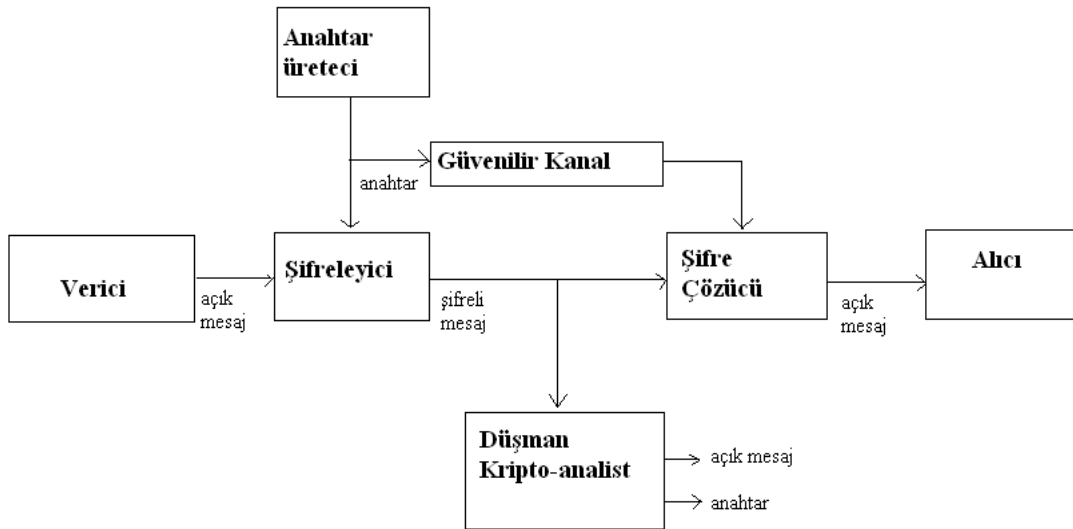 Anahtar
üreteci
Güvenilir Kanal
anahtar
Verici
açık
mesaj
Şifreleyici
şifreli
mesaj
Şifre
Çözücü
açık
mesaj
Alıcı
Düşman
Kripto-analist
açık mesaj
anahtar